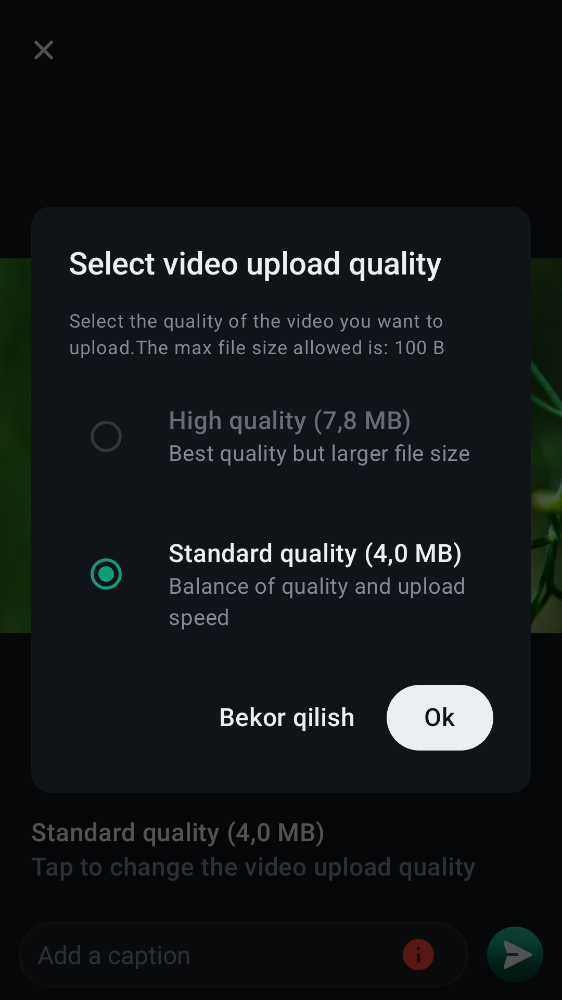 Select video upload quality
Select the quality of the video you want to
upload.The max file size allowed is: 100 B
High quality (7,8 MB)
Best quality but larger file size
Standard quality (4,0 MB)
Balance of quality and upload
speed
Bekor qilish
Ok
Standard quality (4,0 MB)
Tap to change the video upload quality
Add a caption